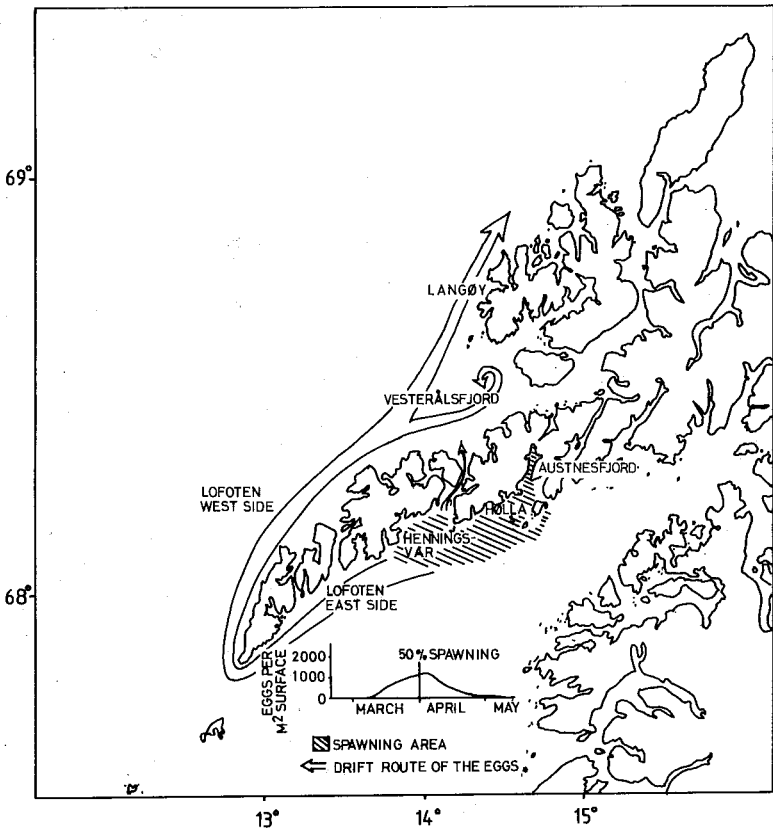 69°
LANGØY
VESTERÅLSFJORD
AUSTNESFJORD
LOFOTEN
WEST SIDE
HØLLA
HENNINGS-
VÆR
68°
LOFOTEN
EAST SIDE
EGGS PER
M² SURFACE
2000
1000
0
50% SPAWNING
MARCH
APRIL
MAY
SPAWNING AREA
DRIFT ROUTE OF THE EGGS
13°
14°
15°